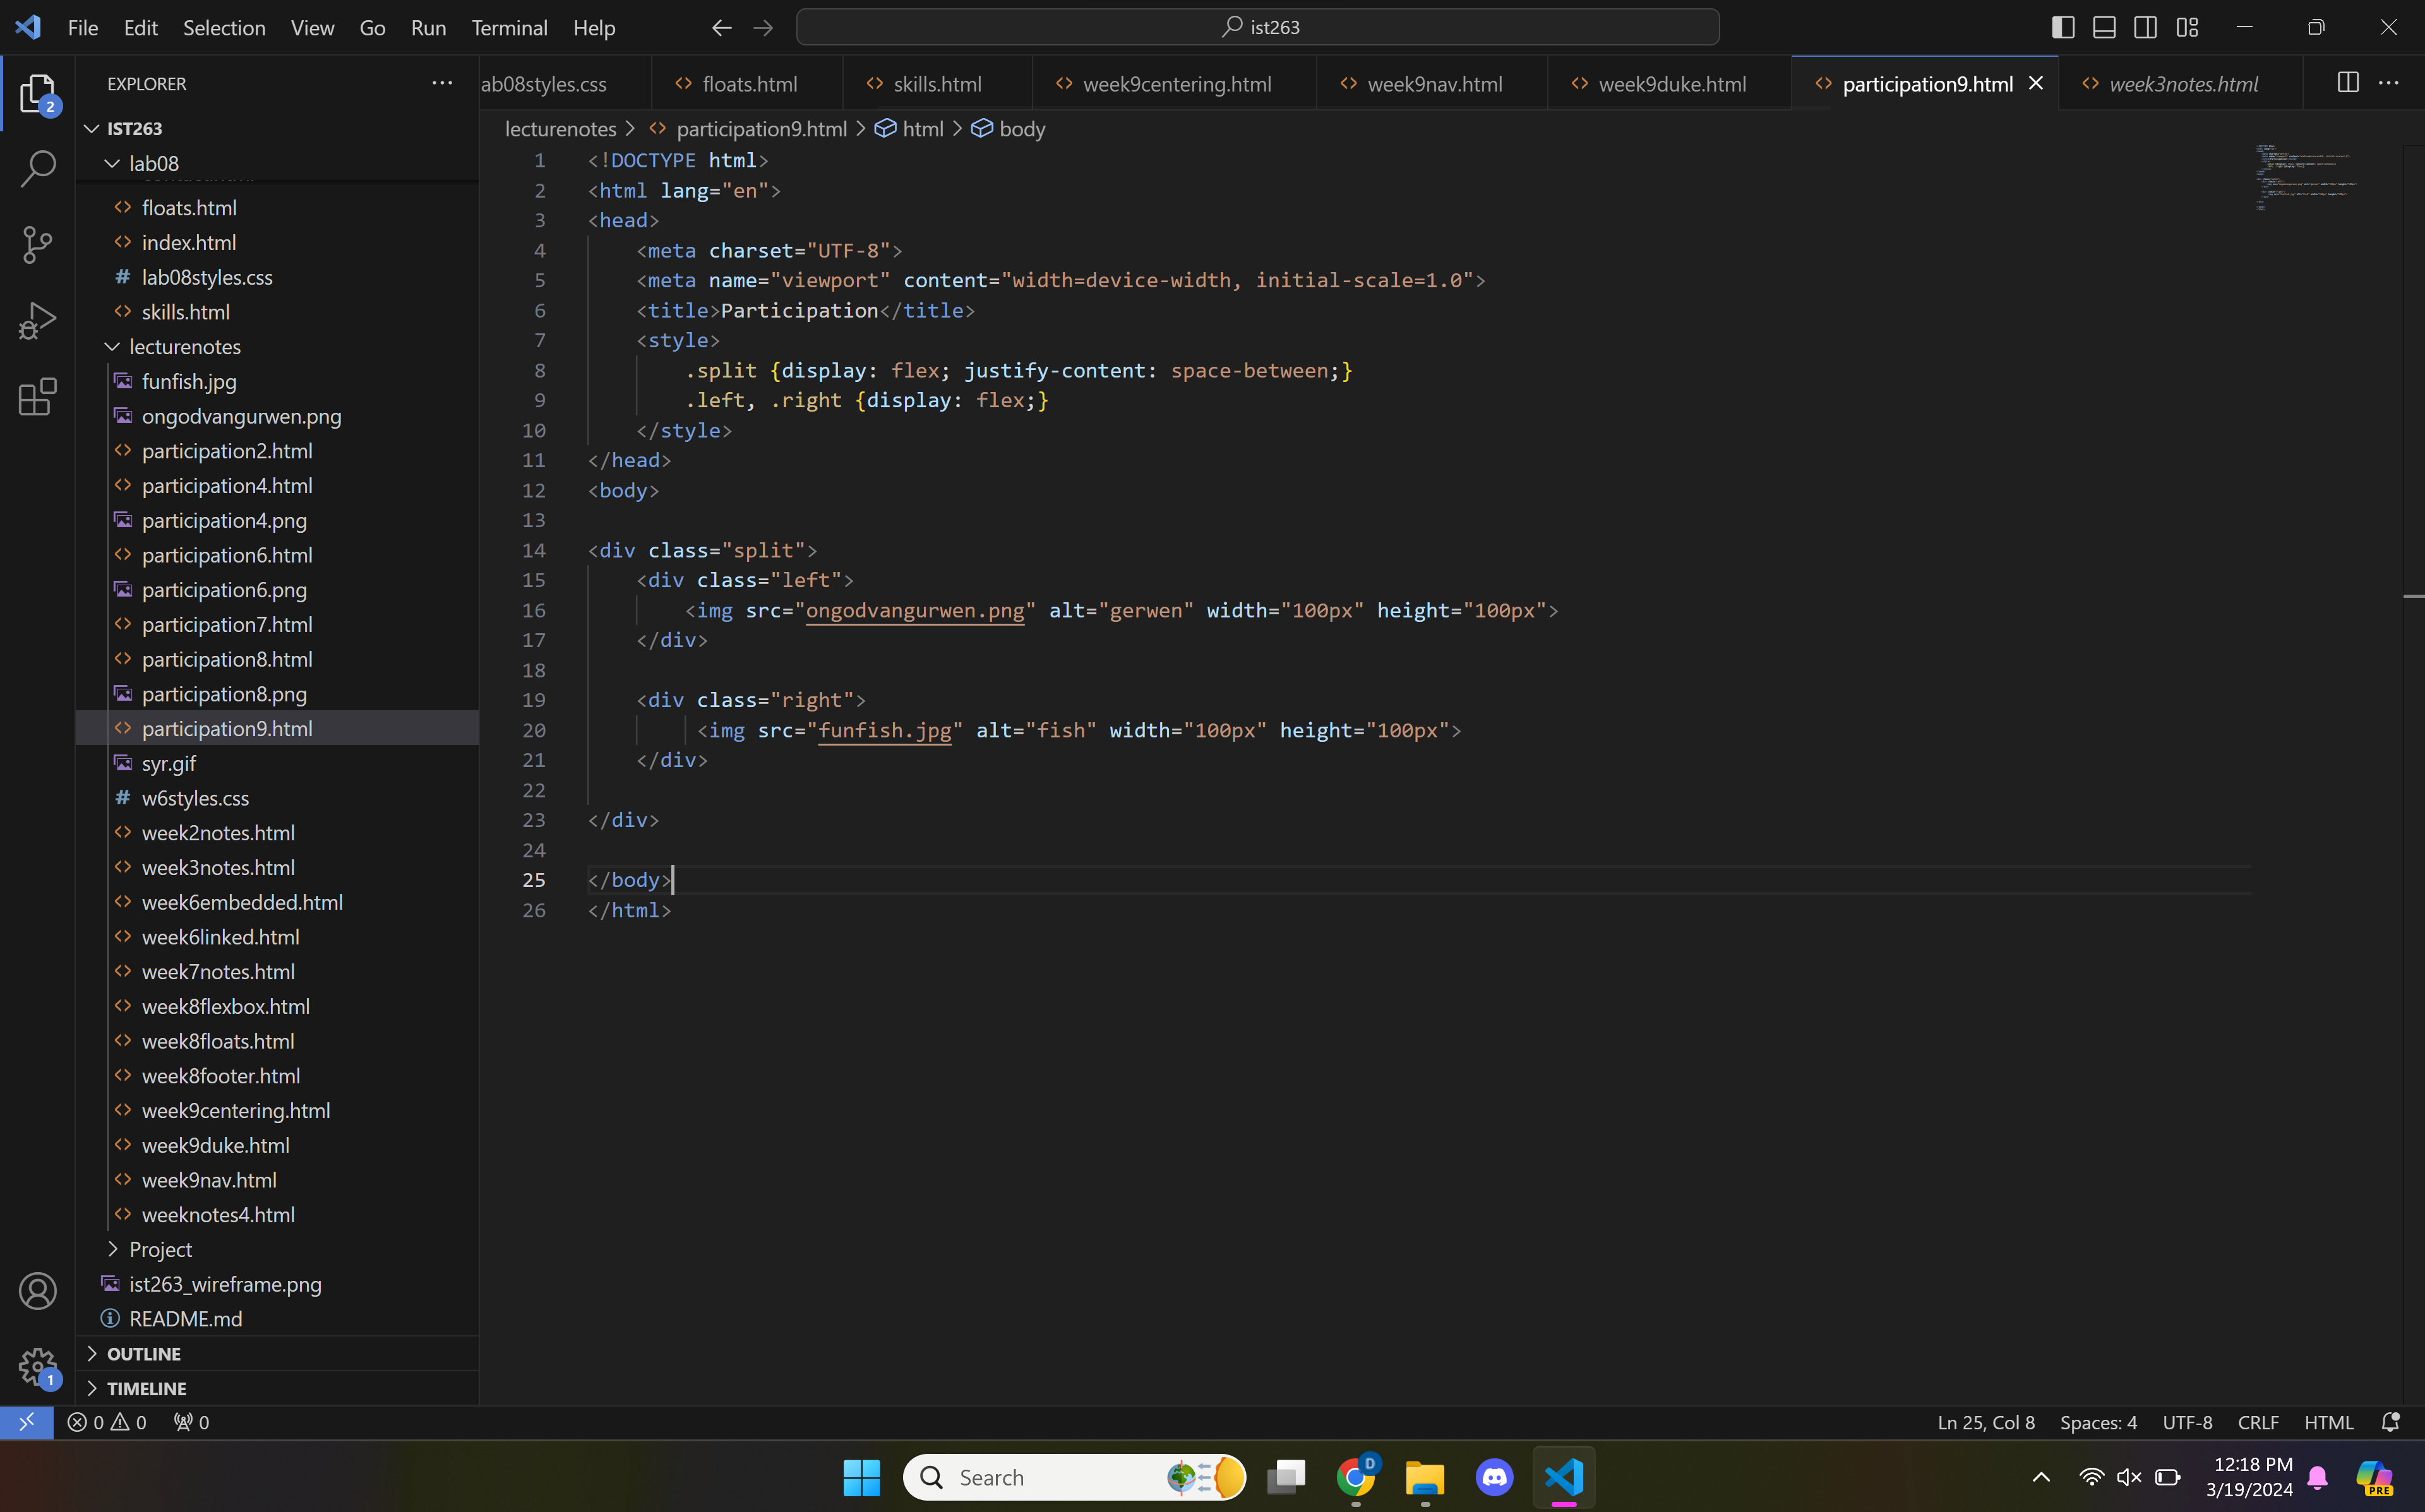 File Edit Selection View Go Run Terminal Help
ist263
EXPLORER
ab08styles.css
floats.html
skills.html
week9centering.html
week9nav.html
week9duke.html
participation9.html
week3notes.html
lecturenotes > participation9.html > html > body
2
IST263
lab08
floats.html
index.html
lab08styles.css
skills.html
lecturenotes
funfish.jpg
ongodvangurwen.png
participation2.html
participation4.html
participation4.png
participation6.html
participation6.png
participation7.html
participation8.html
participation8.png
participation9.html
syr.gif
w6styles.css
week2notes.html
week3notes.html
week6embedded.html
week6linked.html
week7notes.html
week8flexbox.html
week8floats.html
week8footer.html
week9centering.html
week9duke.html
week9nav.html
weeknotes4.html
Project
ist263_wireframe.png
README.md
OUTLINE
TIMELINE
1
1 <!DOCTYPE html>
2 <html lang="en">
3 <head>
4 <meta charset="UTF-8">
5 <meta name="viewport" content="width=device-width, initial-scale=1.0">
6 <title>Participation</title>
7 <style>
8 .split {display: flex; justify-content: space-between;}
9 .left, .right {display: flex;}
10 </style>
11 </head>
12 <body>
13
14 <div class="split">
15 <div class="left">
16 <img src="ongodvangurwen.png" alt="gerwen" width="100px" height="100px">
17 </div>
18
19 <div class="right">
20 <img src="funfish.jpg" alt="fish" width="100px" height="100px">
21 </div>
22
23 </div>
24
25 </body>
26 </html>
0 0 0
Ln 25, Col 8 Spaces: 4 UTF-8 CRLF HTML
Search
D
12:18 PM
3/19/2024
PRE